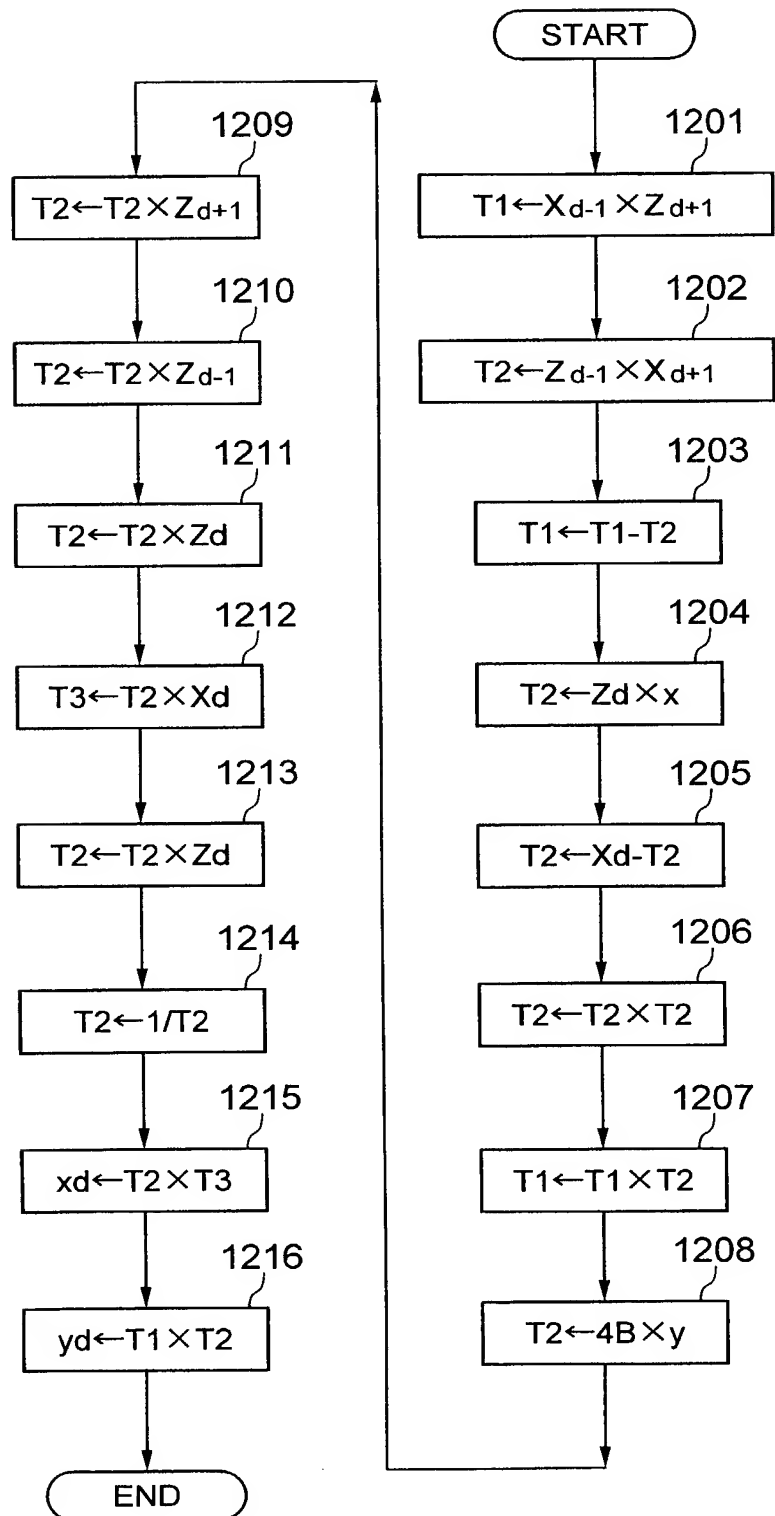 START
1201
T1←Xd-1×Zd+1
1202
T2←Zd-1×Xd+1
1203
T1←T1-T2
1204
T2←Zd×x
1205
T2←Xd-T2
1206
T2←T2×T2
1207
T1←T1×T2
1208
T2←4B×y
1209
T2←T2×Zd+1
1210
T2←T2×Zd-1
1211
T2←T2×Zd
1212
T3←T2×Xd
1213
T2←T2×Zd
1214
T2←1/T2
1215
xd←T2×T3
1216
yd←T1×T2
END